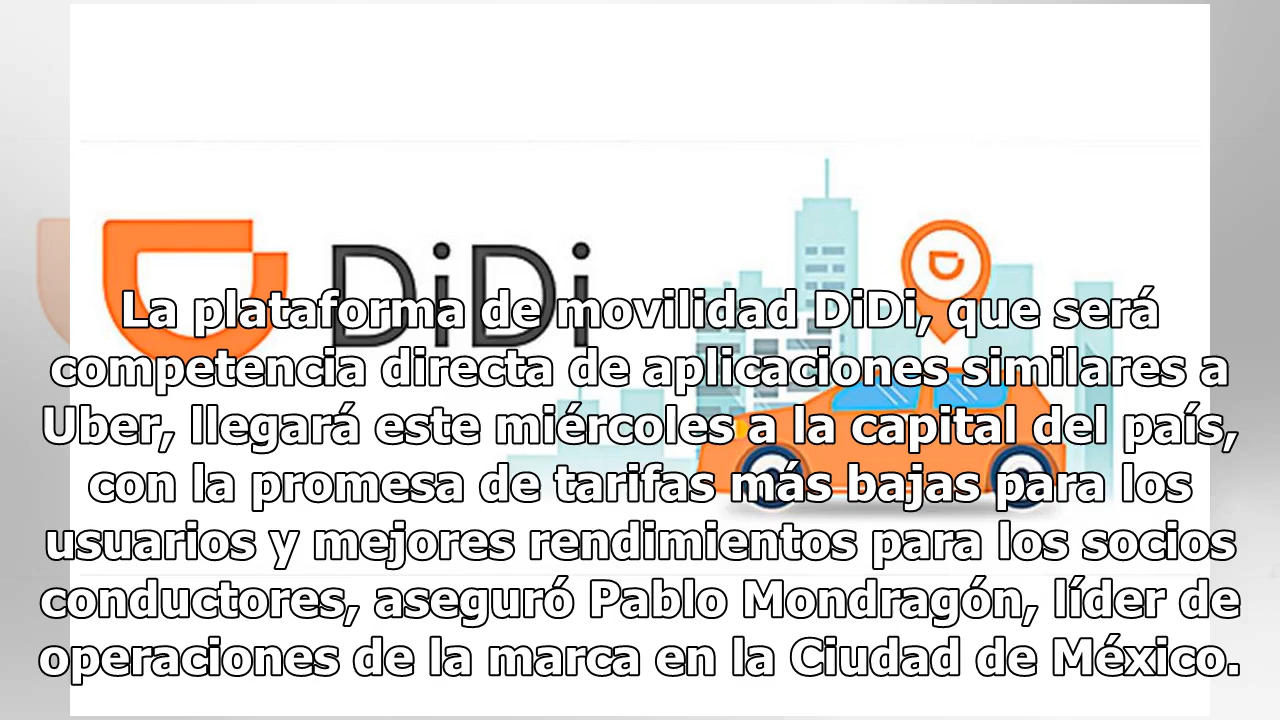 DiDi
La plataforma de movilidad DiDi, que será
competencia directa de aplicaciones similares a
Uber, llegará este miércoles a la capital del país,
con la promesa de tarifas más bajas para los
usuarios y mejores rendimientos para los socios
conductores, aseguró Pablo Mondragón, líder de
operaciones de la marca en la Ciudad de México.